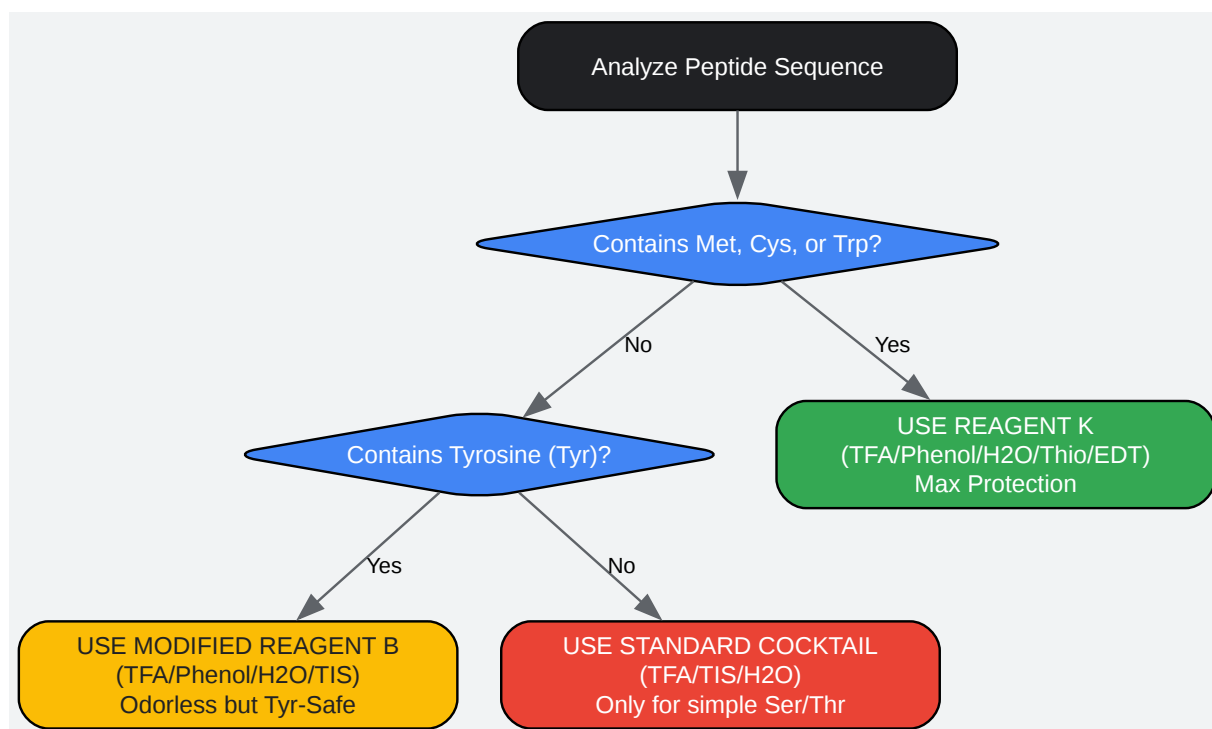 Analyze Peptide Sequence
Contains Met, Cys, or Trp?
No
Yes
Contains Tyrosine (Tyr)?
USE REAGENT K
(TFA/Phenol/H2O/Thio/EDT)
Max Protection
Yes
No
USE MODIFIED REAGENT B
(TFA/Phenol/H2O/TIS)
Odorless but Tyr-Safe
USE STANDARD COCKTAIL
(TFA/TIS/H2O)
Only for simple Ser/Thr